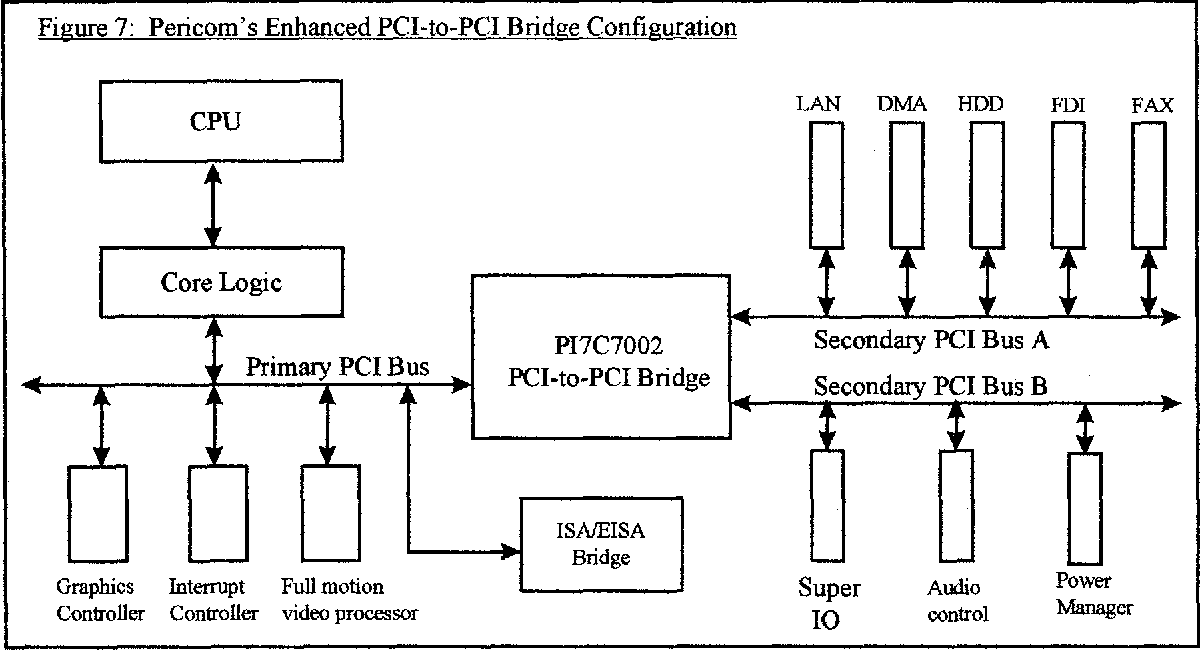 Figure 7: Pericom's Enhanced PCI-to-PCI Bridge Configuration
CPU
LAN DMA HDD FDI FAX
Core Logic
Primary PCI Bus
PI7C7002
PCI-to-PCI Bridge
Secondary PCI Bus A
Secondary PCI Bus B
ISA/EISA
Bridge
Graphics
Controller
Interrupt
Controller
Full motion
video processor
Super
IO
Audio
control
Power
Manager